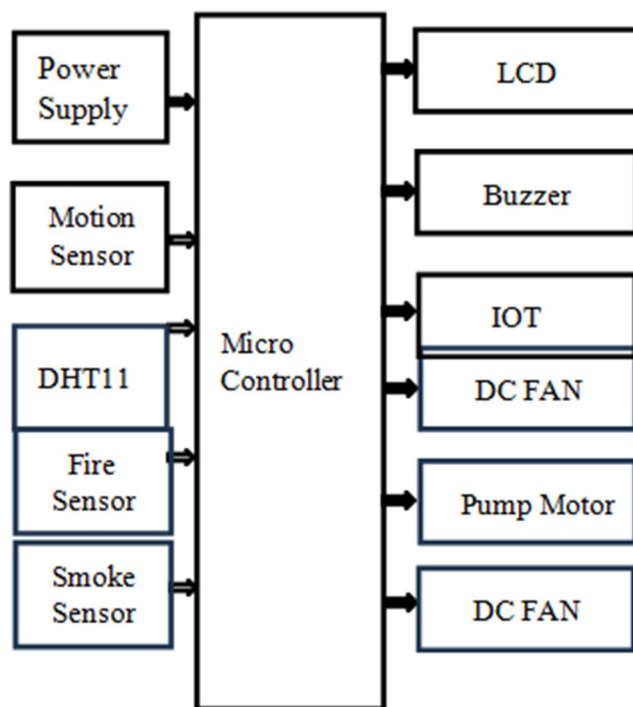 Power
Supply
Motion
Sensor
DHT11
Fire
Sensor
Smoke
Sensor
Micro
Controller
LCD
Buzzer
IOT
DC FAN
Pump Motor
DC FAN